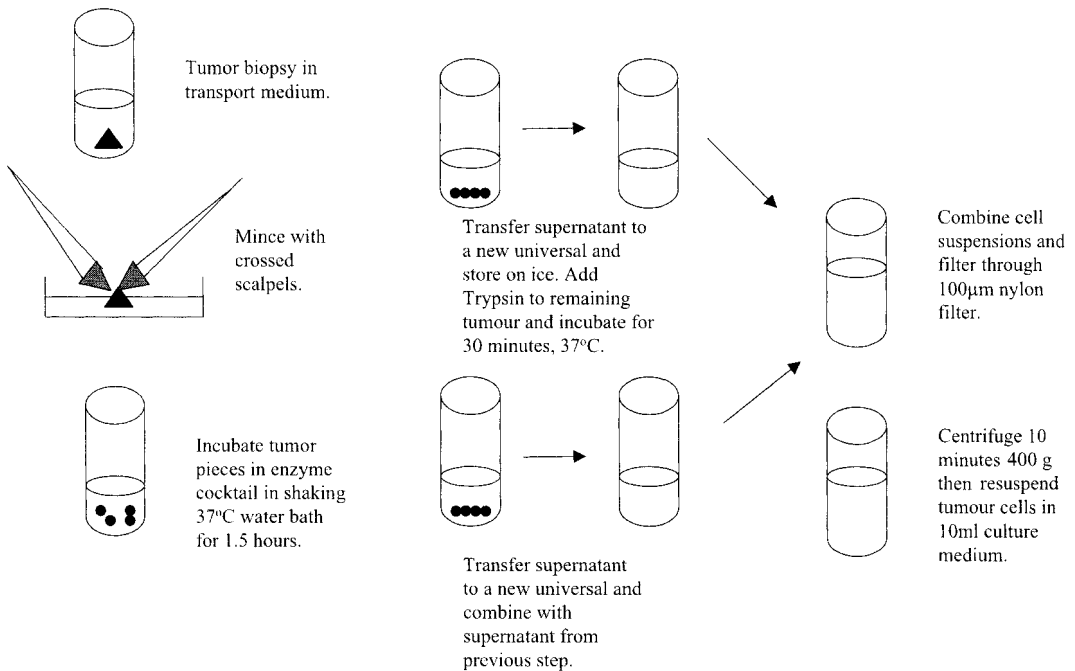 Tumor biopsy in
transport medium.
Mince with
crossed
scalpels.
Incubate tumor
pieces in enzyme
cocktail in shaking
37°C water bath
for 1.5 hours.
Transfer supernatant to
a new universal and
store on ice. Add
Trypsin to remaining
tumour and incubate for
30 minutes, 37°C.
Transfer supernatant
to a new universal and
combine with
supernatant from
previous step.
Combine cell
suspensions and
filter through
100μm nylon
filter.
Centrifuge 10
minutes 400 g
then resuspend
tumour cells in
10ml culture
medium.